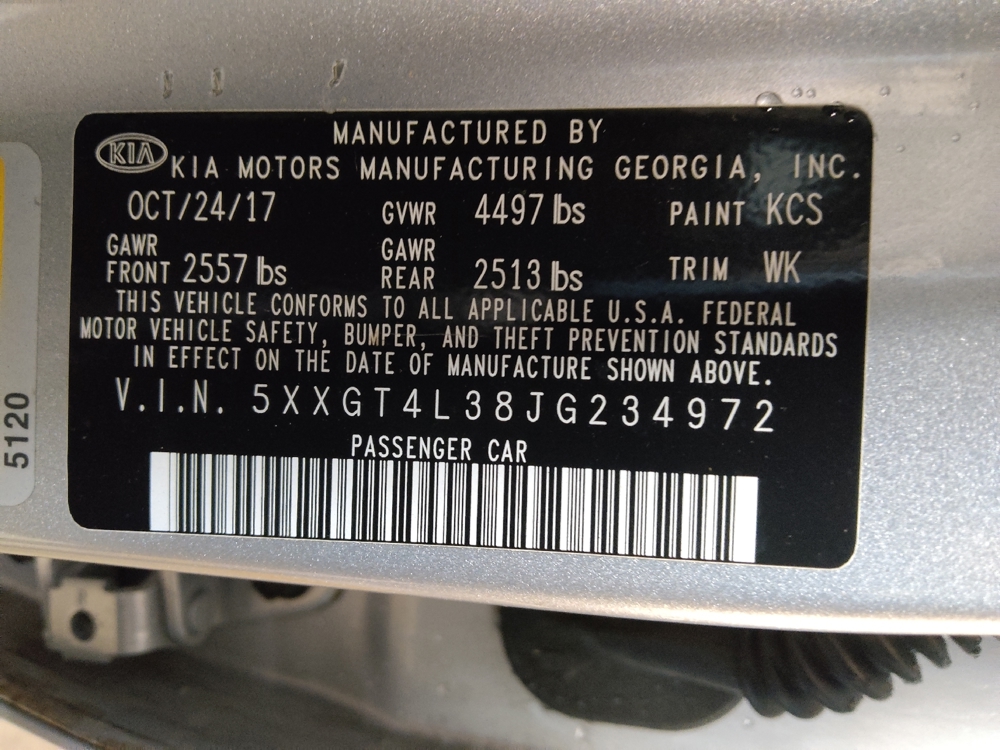 MANUFACTURED BY
KIA KIA MOTORS MANUFACTURING GEORGIA, INC.
OCT/24/17 GVWR 4497 lbs PAINT KCS
GAWR FRONT 2557 lbs GAWR REAR 2513 lbs TRIM WK
THIS VEHICLE CONFORMS TO ALL APPLICABLE U.S.A. FEDERAL
MOTOR VEHICLE SAFETY, BUMPER, AND THEFT PREVENTION STANDARDS
IN EFFECT ON THE DATE OF MANUFACTURE SHOWN ABOVE.
V.I.N. 5XXGT4L38JG234972
PASSENGER CAR
5120